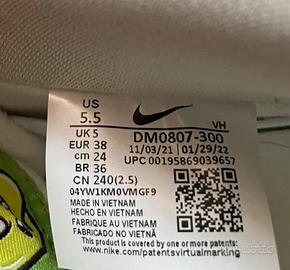 US
5.5
UK 5
EUR 38
cm 24
BR 36
CN 240(2.5)
VH
DM0807-300
11/03/21 01/29/22
UPC 00195869039657
04YW1KM0VMGF9
MADE IN VIETNAM
HECHO EN VIETNAM
FABRIQUÉ AU VIETNAM
FABRICADO NO VIETNÃ
This product is covered by one or more patents:
www.nike.com/patentsvirtualmarking